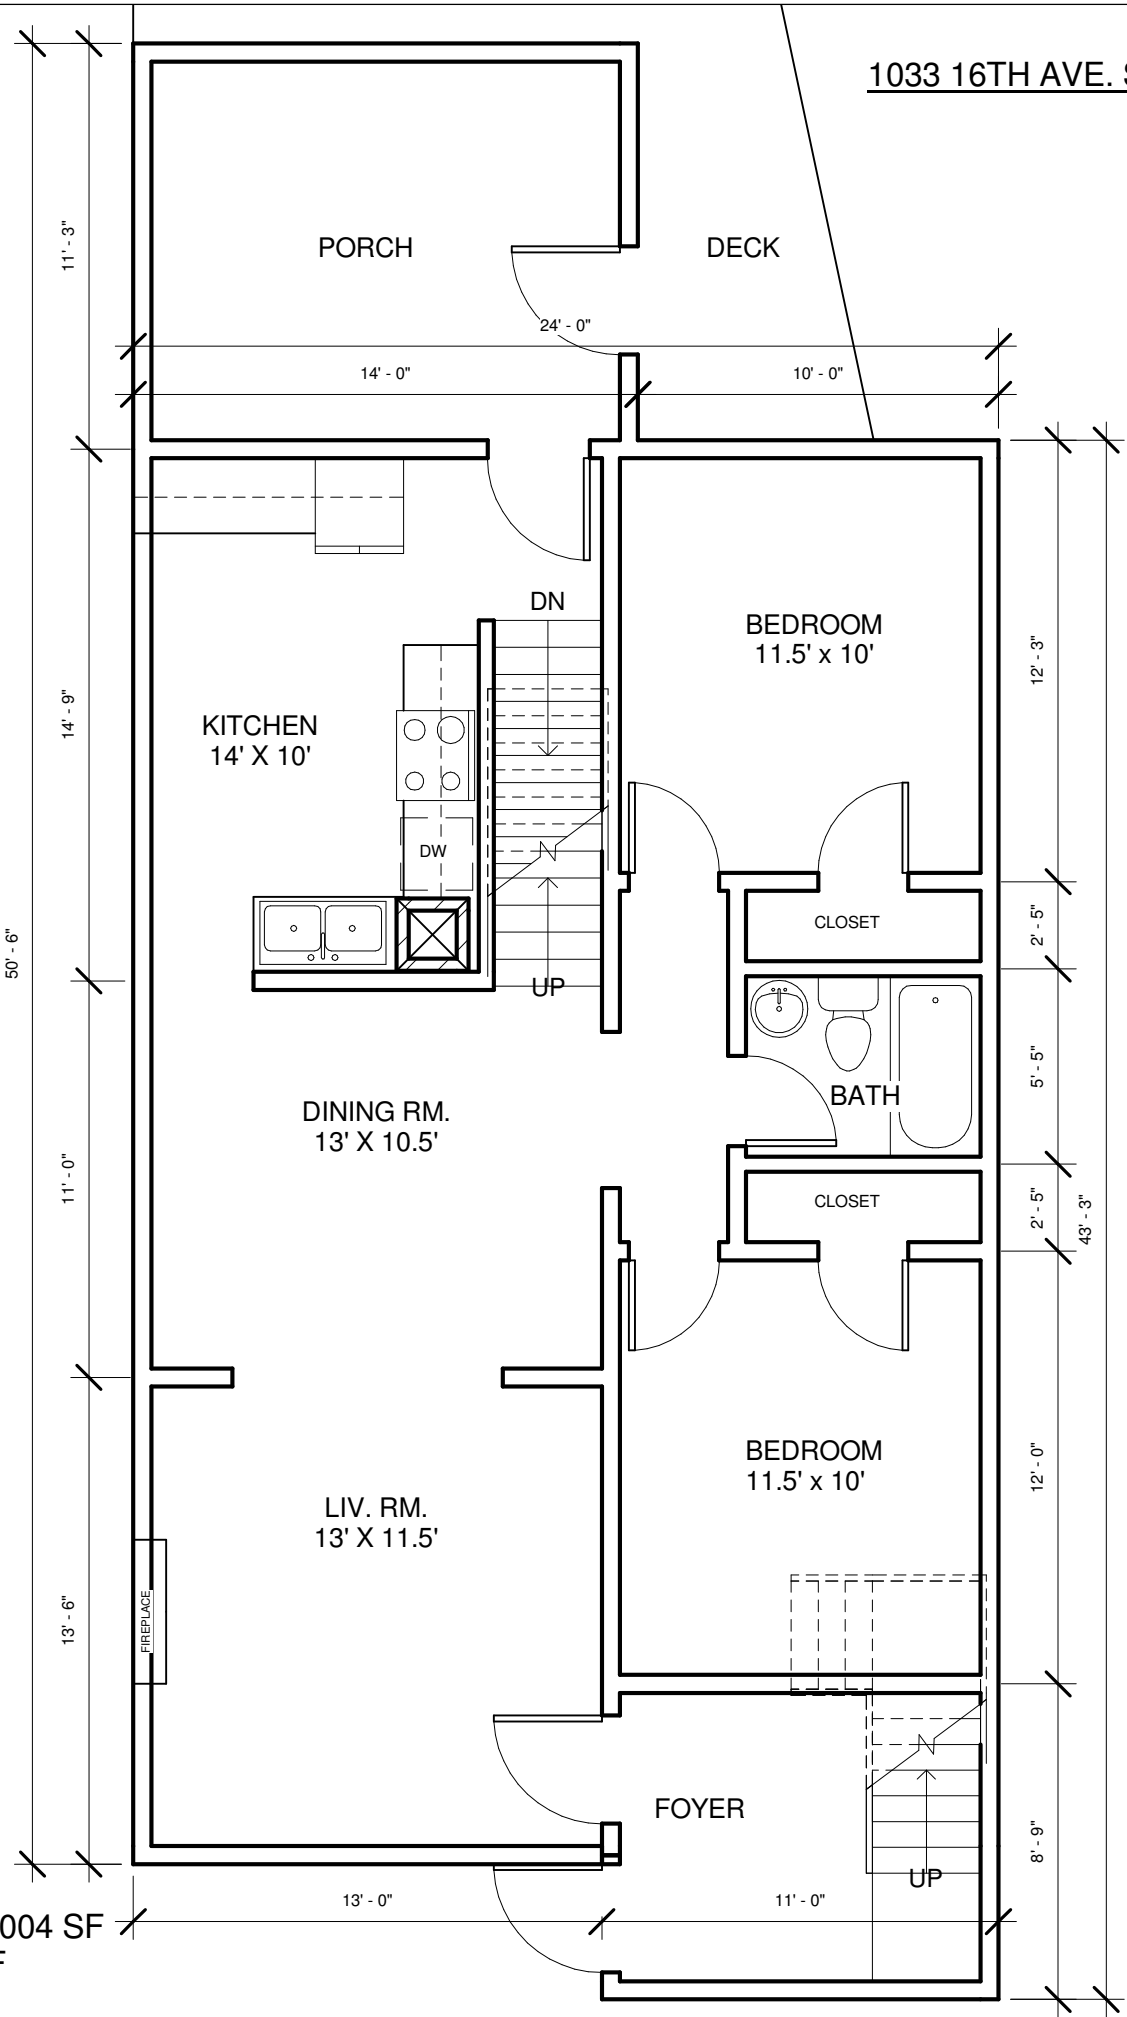 1033 16TH AVE.
11' - 3"
PORCH
DECK
24' - 0"
14' - 0"
10' - 0"
DN
BEDROOM
11.5' x 10'
12' - 3"
14' - 9"
KITCHEN
14' X 10'
DW
CLOSET
2' - 5"
50' - 6"
UP
5' - 5"
BATH
DINING RM.
13' X 10.5'
11' - 0"
CLOSET
2' - 5"
43' - 3"
BEDROOM
11.5' x 10'
12' - 0"
LIV. RM.
13' X 11.5'
FIREPLACE
13' - 6"
FOYER
8' - 9"
UP
13' - 0"
11' - 0"
004 SF